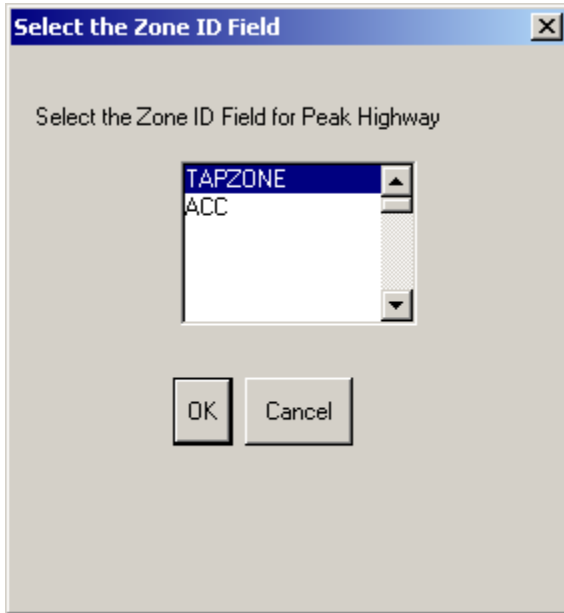 Select the Zone ID Field
Select the Zone ID Field for Peak Highway
TAPZONE
ACC
OK
Cancel